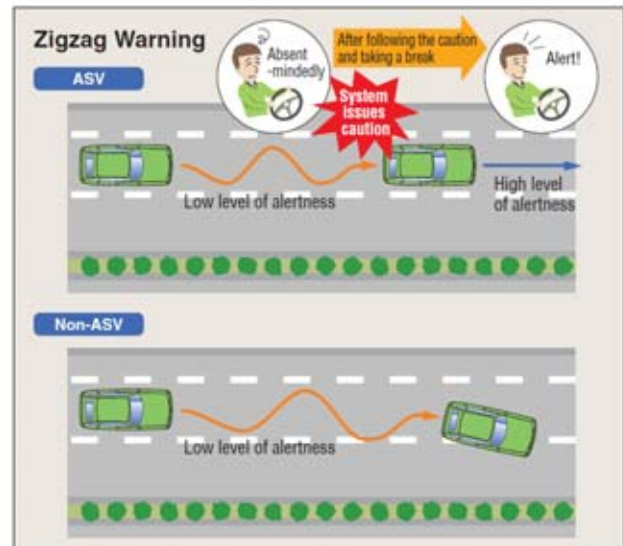 Zigzag Warning
ASV
Absent
-mindedly
After following the caution
and taking a break
Alert!
System
issues
caution
Low level of alertness
High level
of alertness
Non-ASV
Low level of alertness